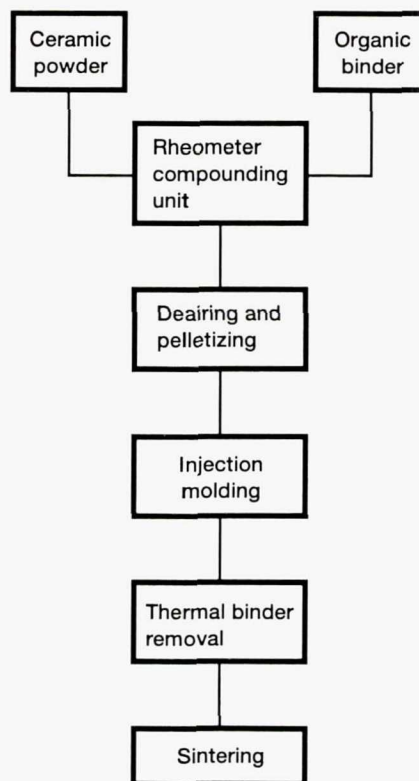 Ceramic
powder
Organic
binder
Rheometer
compounding
unit
Deairing and
pelletizing
Injection
molding
Thermal binder
removal
Sintering